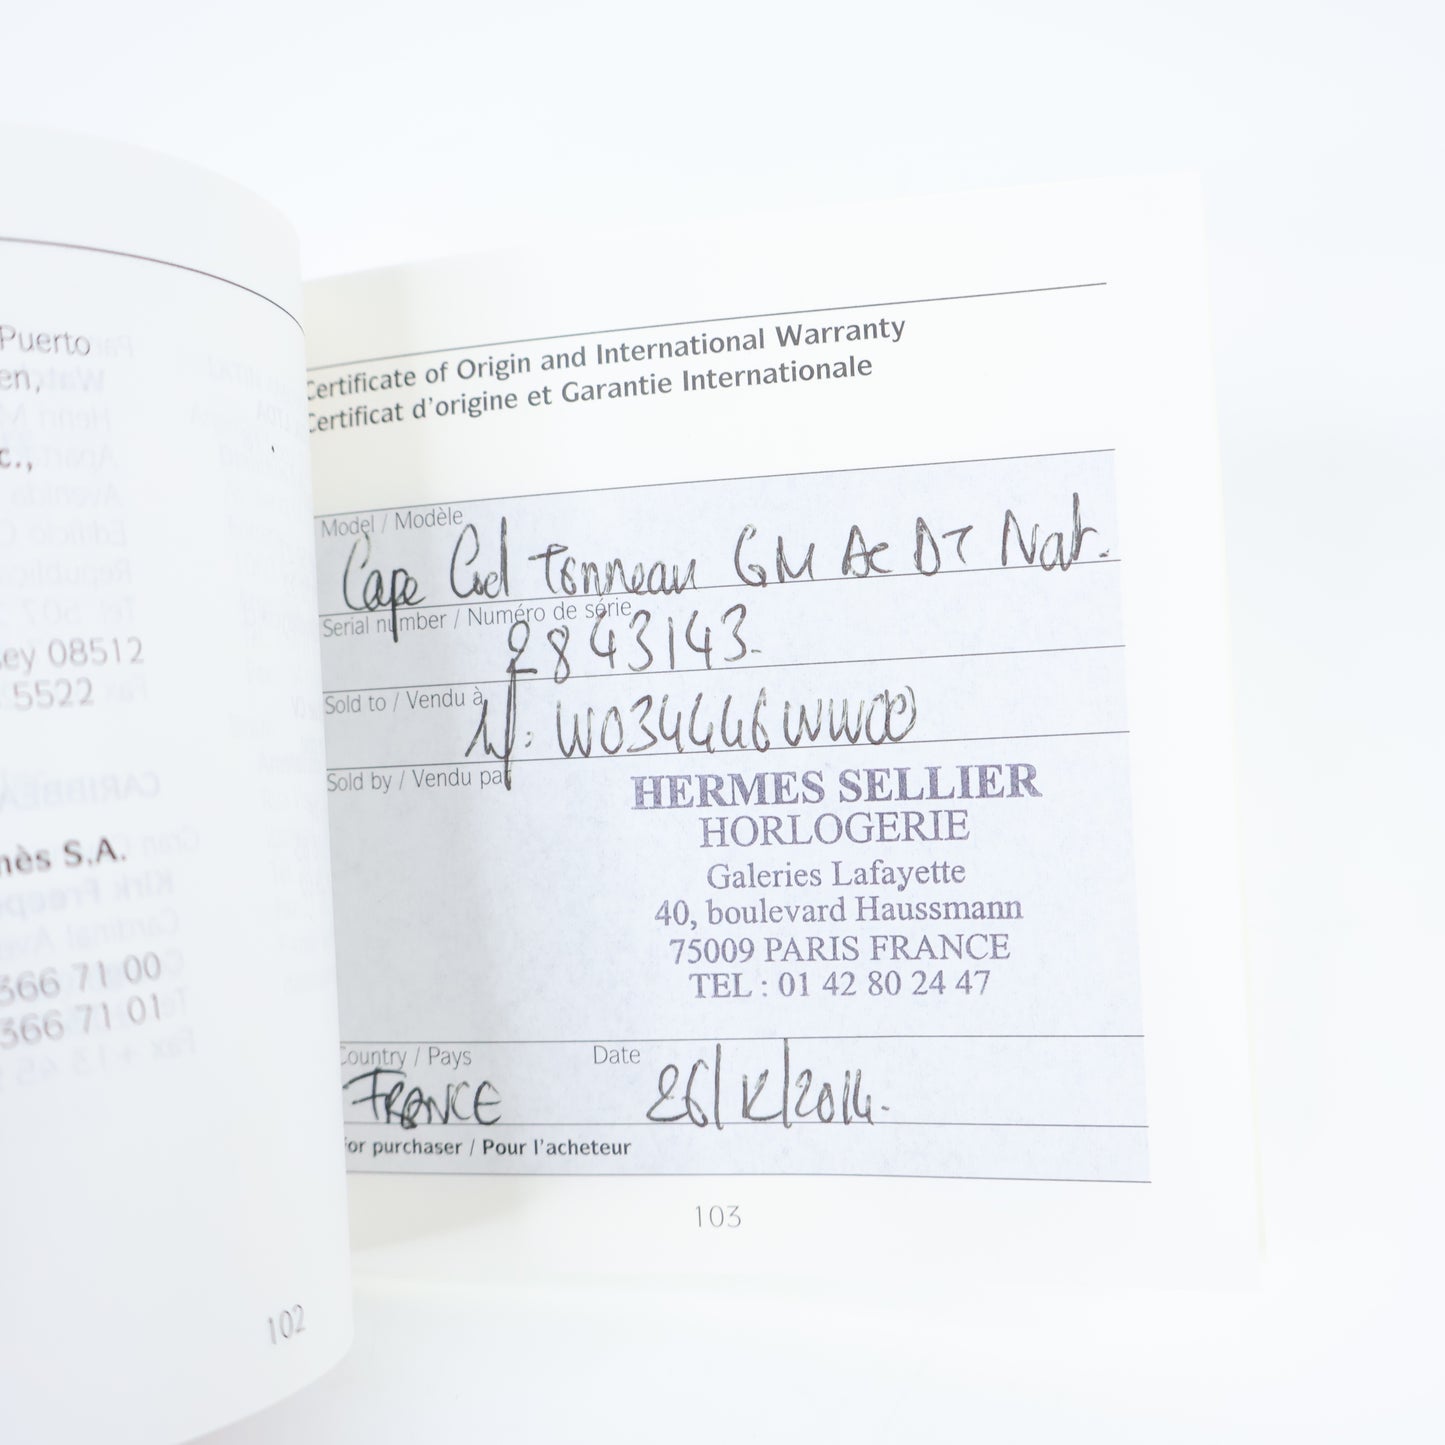 Puerto
en,
c.,
ey 08512
5522
nès S.A.
366 71 00
366 71 01
102
Certificate of Origin and International Warranty
Certificat d'origine et Garantie Internationale
Model / Modèle
Cape Cod Tonneau GM Ac DT Nat.
Serial number / Numéro de série
2843143.
Sold to / Vendu à
W034446WW00
Sold by / Vendu par
HERMES SELLIER
HORLOGERIE
Galeries Lafayette
40, boulevard Haussmann
75009 PARIS FRANCE
TEL : 01 42 80 24 47
Country / Pays Date
FRANCE 26/12/2014.
For purchaser / Pour l'acheteur
103